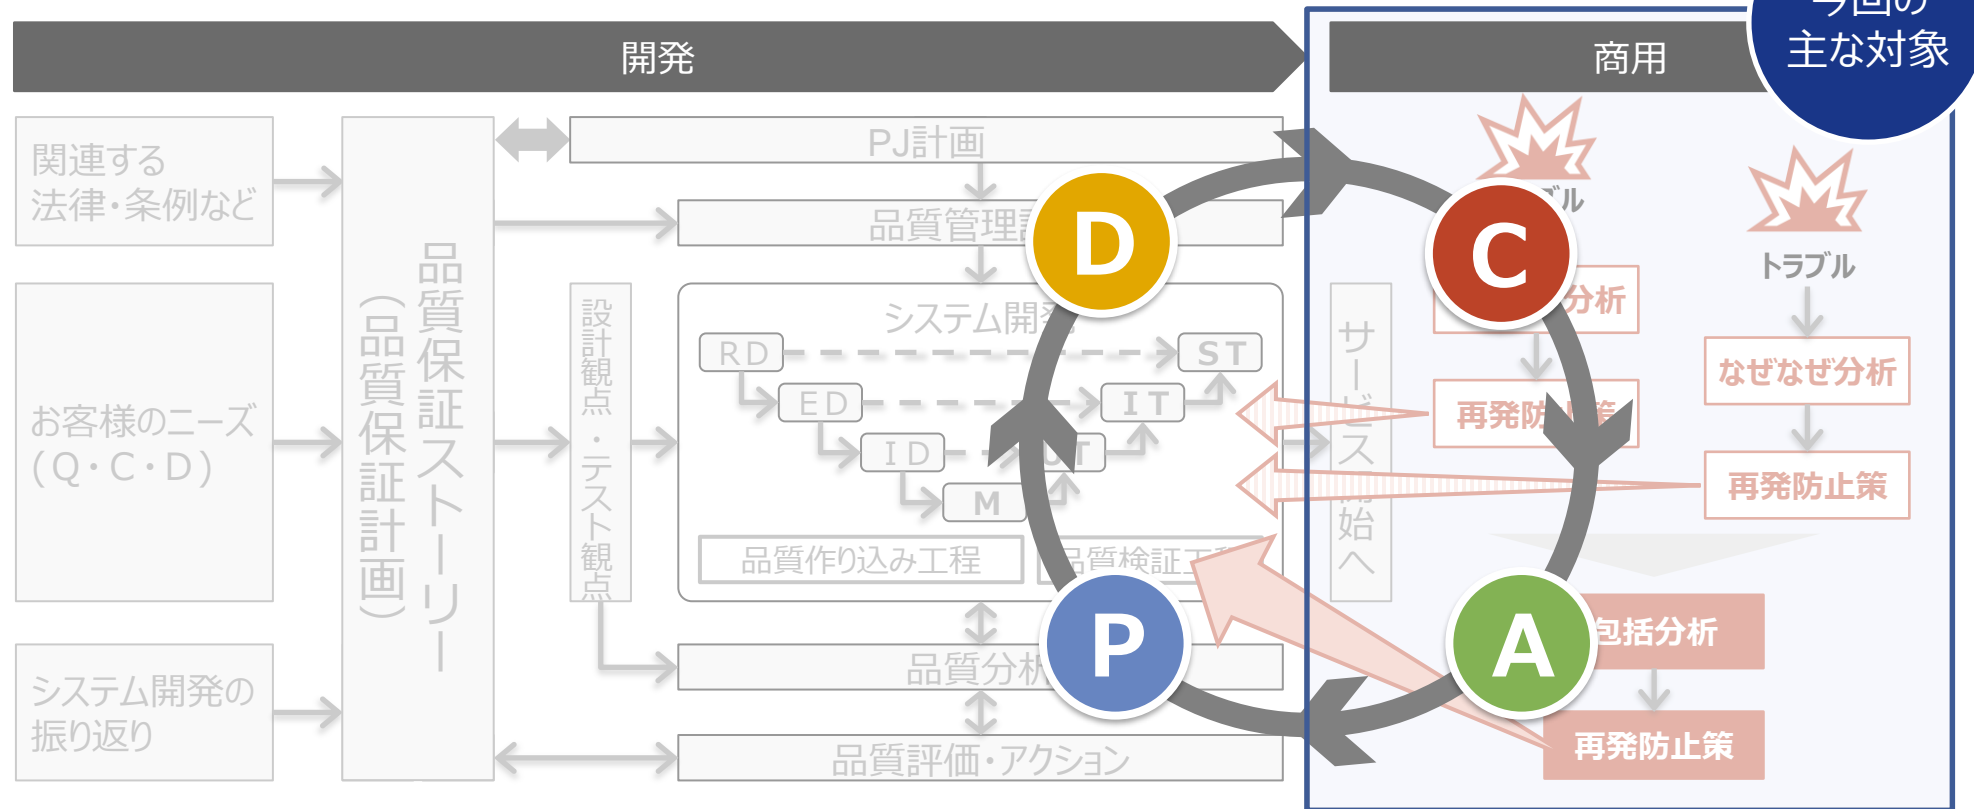 今回の
主な対象
開発
商用
関連する
法律・条例など
お客様のニーズ
(Q・C・D)
システム開発の
振り返り
品質保証ストーリー
(品質保証計画)
PJ計画
品質管理
設計観点・テスト観点
システム開発
RD
ED
ID
M
UT
IT
ST
品質作り込み工程
品質検証工程
品質分析
品質評価・アクション
サービス開始へ
D
C
P
A
ブル
分析
再発防止策
トラブル
なぜなぜ分析
再発防止策
包括分析
再発防止策